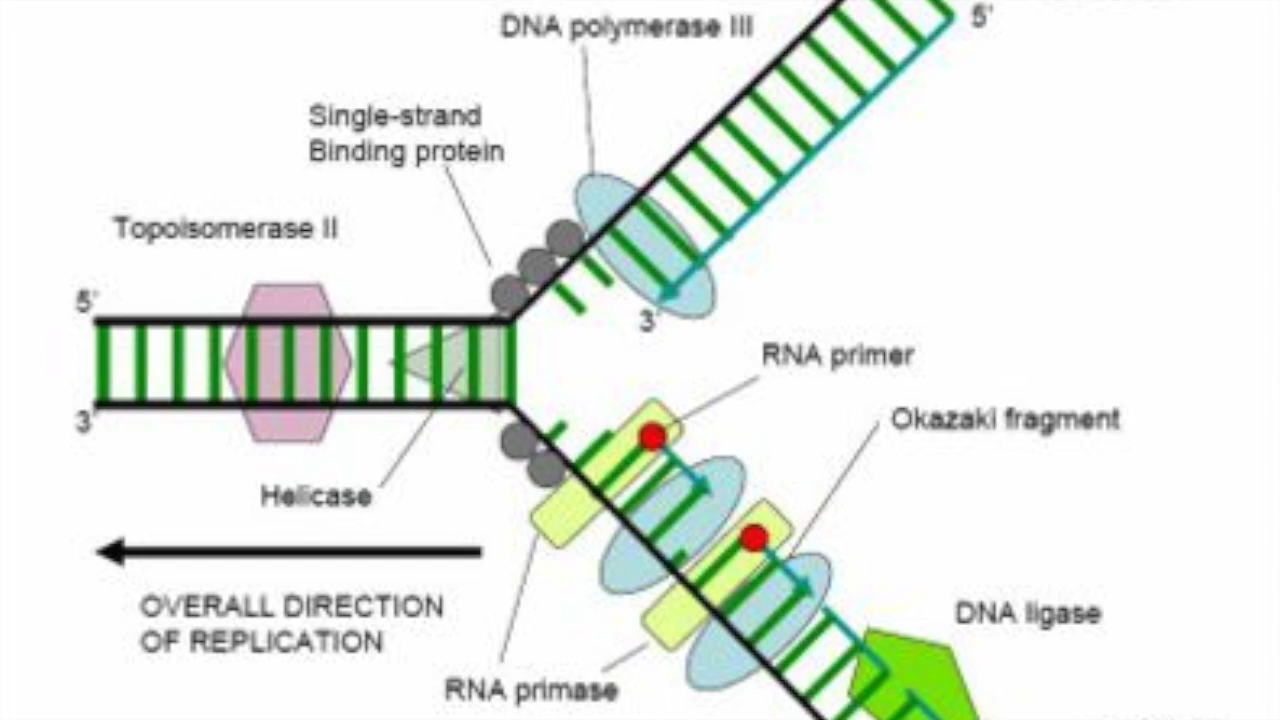 DNA polymerase III
5'
Single-strand
Binding protein
Topoisomerase II
5'
3'
RNA primer
3'
Okazaki fragment
Helicase
OVERALL DIRECTION
OF REPLICATION
DNA ligase
RNA primase